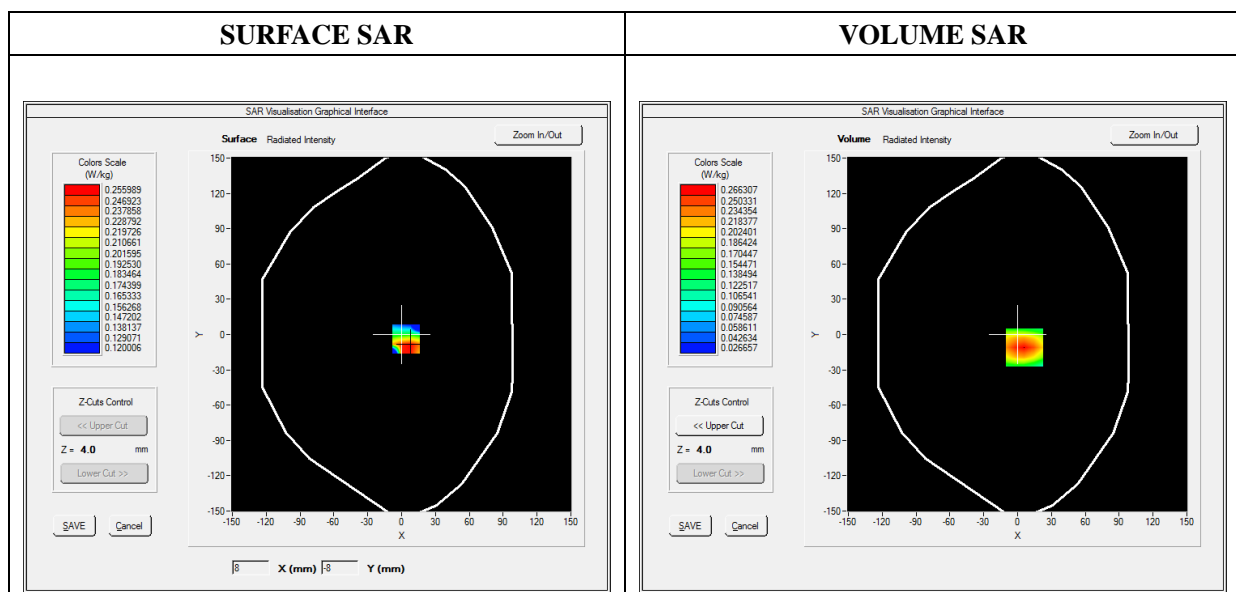 SURFACE SAR
VOLUME SAR
SAR Visualisation Graphical Interface
Surface Radiated Intensity
Zoom In/Out
Colors Scale
(W/kg)
0.255989
0.246923
0.237858
0.228792
0.219726
0.210661
0.201595
0.192530
0.183464
0.174399
0.165333
0.156268
0.147202
0.138137
0.129071
0.120006
Z-Cuts Control
<< Upper Cut
Z = 4.0 mm
Lower Cut >>
SAVE Cancel
150
120
90
60
30
0
-30
-60
-90
-120
-150
Y
-150 -120 -90 -60 -30 0 30 60 90 120 150
X
8 X (mm) -8 Y (mm)
SAR Visualisation Graphical Interface
Volume Radiated Intensity
Zoom In/Out
Colors Scale
(W/kg)
0.266307
0.250331
0.234354
0.218377
0.202401
0.186424
0.170447
0.154471
0.138494
0.122517
0.106541
0.090564
0.074587
0.058611
0.042634
0.026657
Z-Cuts Control
<< Upper Cut
Z = 4.0 mm
Lower Cut >>
SAVE Cancel
150
120
90
60
30
0
-30
-60
-90
-120
-150
Y
-150 -120 -90 -60 -30 0 30 60 90 120 150
X